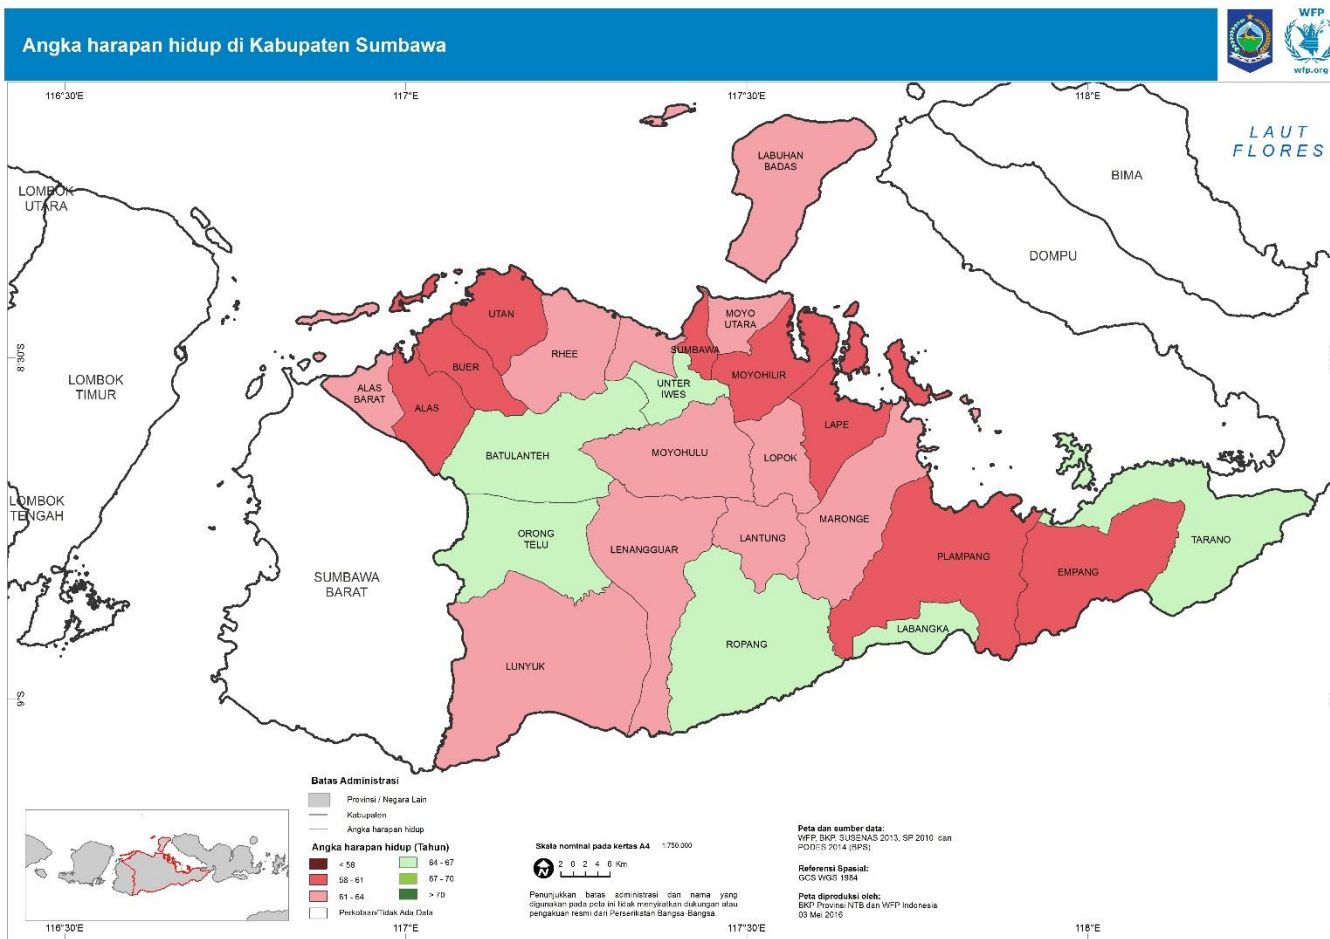 Angka harapan hidup di Kabupaten Sumbawa
WFP
wfp.org
116°30'E
117°E
117°30'E
118°E
LAUT
FLORES
LABUHAN
BADAS
BIMA
LOMBOK
UTARA
DOMPU
UTAN
MOYO
UTARA
8°30'S
RHEE
SUMBAWA
BUER
MOYOHILIR
LOMBOK
TIMUR
ALAS
BARAT
UNTER
IWES
ALAS
LAPE
BATULANTEH
MOYOHULU
LOPOK
LOMBOK
TENGAH
MARONGE
ORONG
TELU
LENANGGUAR
LANTUNG
TARANO
PLAMPANG
EMPANG
SUMBAWA
BARAT
LABANGKA
ROPANG
LUNYUK
9°S
Batas Administrasi
Provinsi / Negara Lain
Kabupaten
Angka harapan hidup
Angka harapan hidup (Tahun)
< 58
58 - 61
61 - 64
64 - 67
67 - 70
> 70
Perkotaan/Tidak Ada Data
Skala nominal pada kertas A4 1:750.000
N
2 0 2 4 6 Km
Penunjukkan batas administrasi dan nama yang
digunakan pada peta ini tidak menyiratkan dukungan atau
pengakuan resmi dari Perserikatan Bangsa-Bangsa.
Peta dan sumber data:
WFP, BKP, SUSENAS 2013, SP 2010 dan
PODES 2014 (BPS)
Referensi Spasial:
GCS WGS 1984
Peta diproduksi oleh:
BKP Provinsi NTB dan WFP Indonesia
03 Mei 2016
116°30'E
117°E
117°30'E
118°E